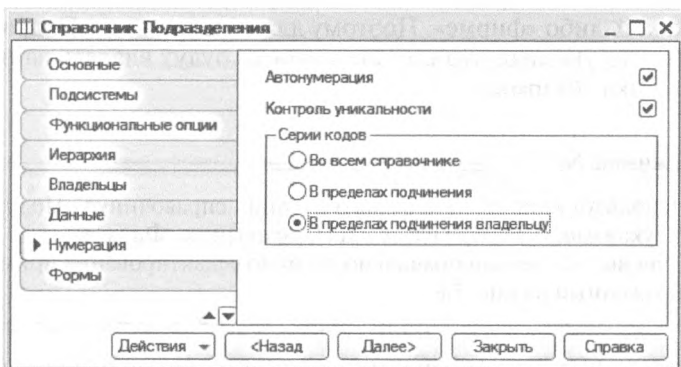 Справочник Подразделения
Основные
Подсистемы
Функциональные опции
Иерархия
Владельцы
Данные
Нумерация
Формы
Автонумерация
Контроль уникальности
Серии кодов
Во всем справочнике
В пределах подчинения
В пределах подчинения владельцу
Действия
<Назад
Далее>
Закрыть
Справка